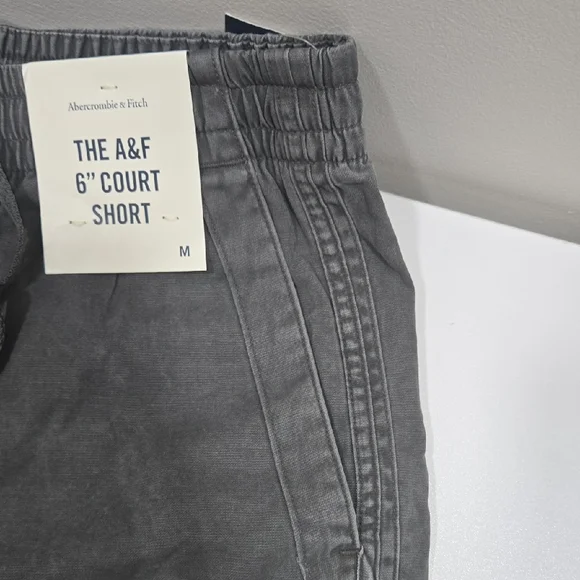 Abercrombie & Fitch
THE A&F
6” COURT
SHORT
M